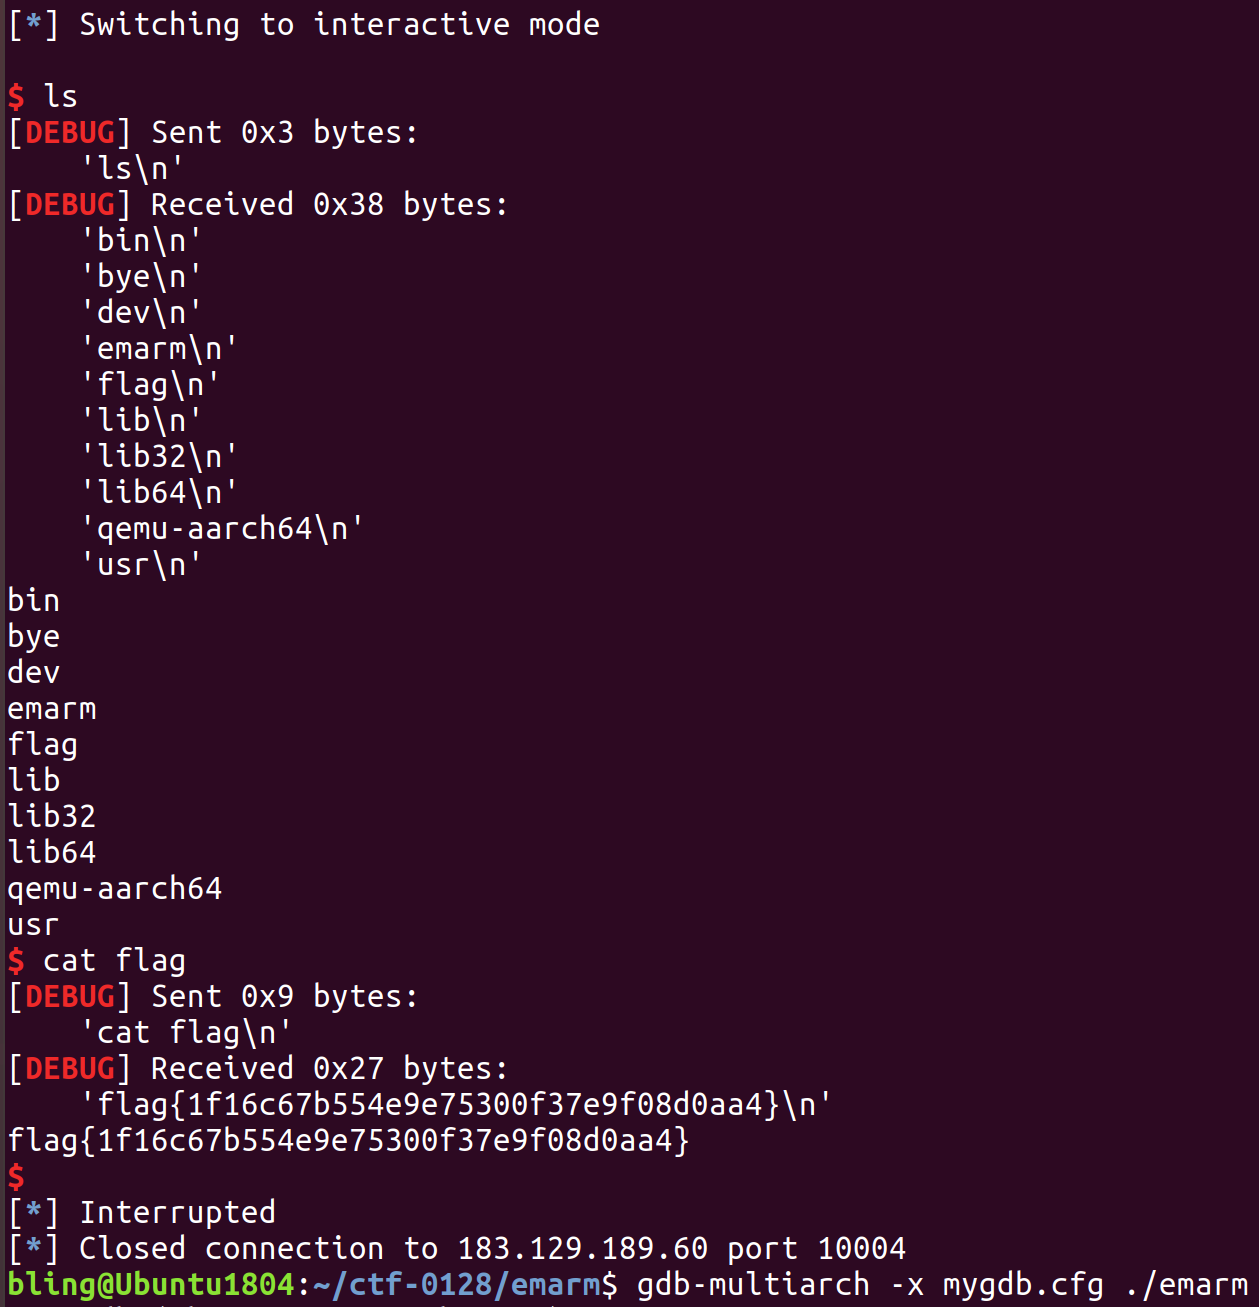 [*] Switching to interactive mode
$ ls
[DEBUG] Sent 0x3 bytes:
    'ls\n'
[DEBUG] Received 0x38 bytes:
    'bin\n'
    'bye\n'
    'dev\n'
    'emarm\n'
    'flag\n'
    'lib\n'
    'lib32\n'
    'lib64\n'
    'qemu-aarch64\n'
    'usr\n'
bin
bye
dev
emarm
flag
lib
lib32
lib64
qemu-aarch64
usr
$ cat flag
[DEBUG] Sent 0x9 bytes:
    'cat flag\n'
[DEBUG] Received 0x27 bytes:
    'flag{1f16c67b554e9e75300f37e9f08d0aa4}\n'
flag{1f16c67b554e9e75300f37e9f08d0aa4}
$
[*] Interrupted
[*] Closed connection to 183.129.189.60 port 10004
bling@Ubuntu1804:~/ctf-0128/emarm$ gdb-multiarch -x mygdb.cfg ./emarm